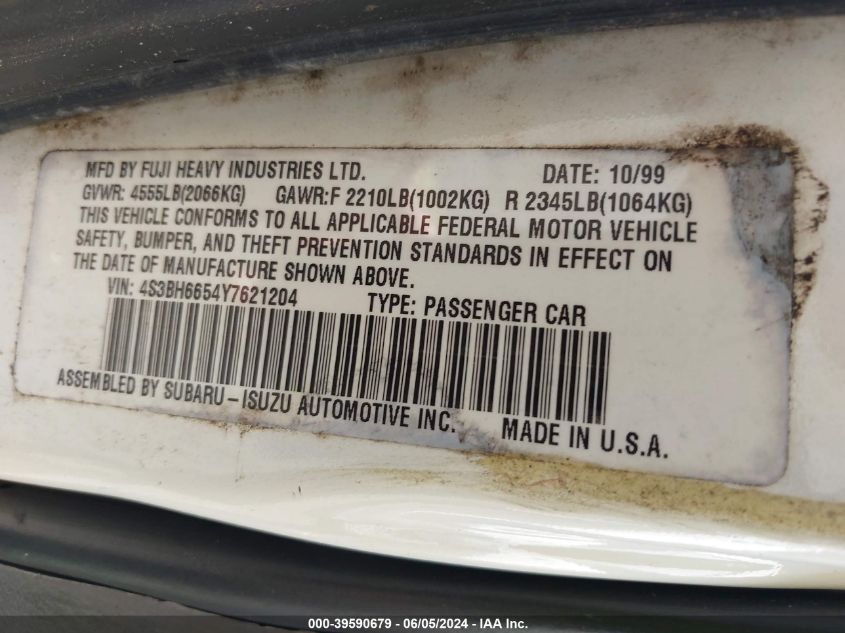 MFD BY FUJI HEAVY INDUSTRIES LTD. DATE: 10/99
GVWR: 4555LB(2066KG) GAWR:F 2210LB(1002KG) R 2345LB(1064KG)
THIS VEHICLE CONFORMS TO ALL APPLICABLE FEDERAL MOTOR VEHICLE
SAFETY, BUMPER, AND THEFT PREVENTION STANDARDS IN EFFECT ON
THE DATE OF MANUFACTURE SHOWN ABOVE.
VIN: 4S3BH6654Y7621204 TYPE: PASSENGER CAR
ASSEMBLED BY SUBARU-ISUZU AUTOMOTIVE INC. MADE IN U.S.A.
000-39590679 - 06/05/2024 - IAA Inc.